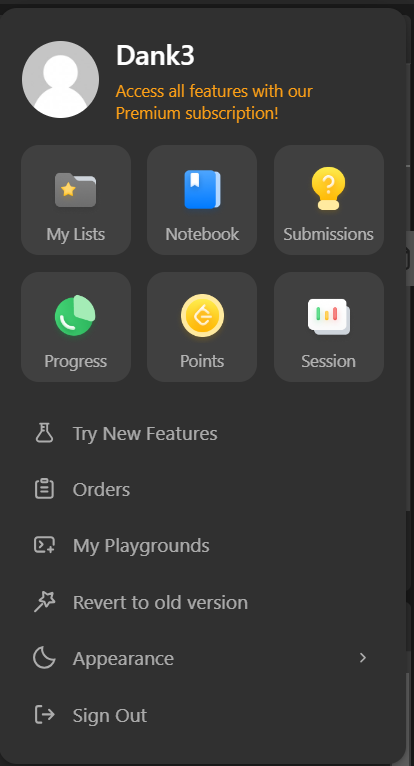 Dank3
Access all features with our
Premium subscription!
My Lists
Notebook
Submissions
Progress
Points
Session
Try New Features
Orders
My Playgrounds
Revert to old version
Appearance
Sign Out